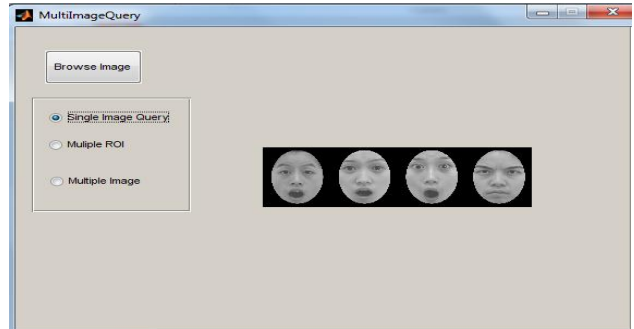 MultiImageQuery
Browse Image
Single Image Query
Muliple ROI
Multiple Image